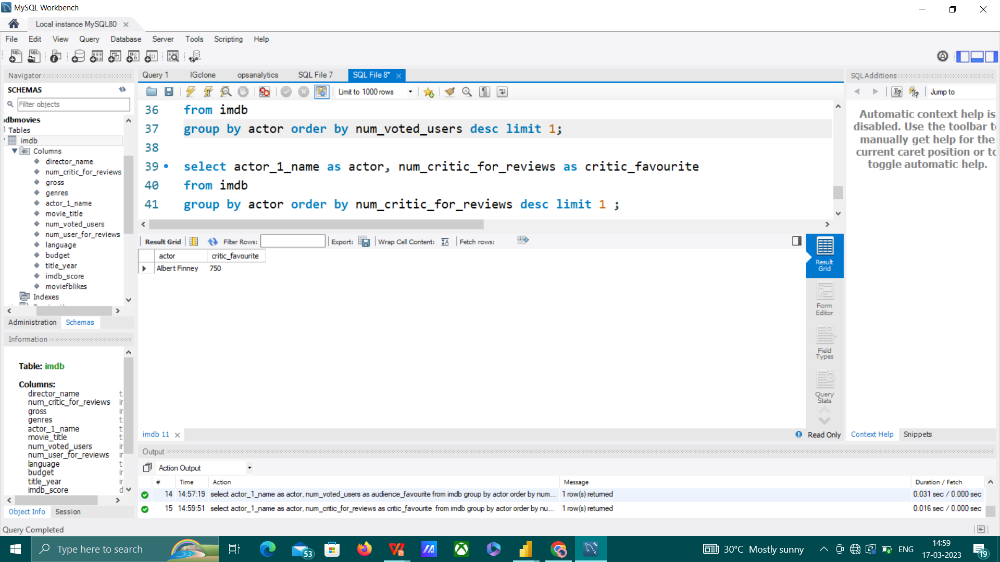 MySQL Workbench
Local instance MySQL80
File Edit View Query Database Server Tools Scripting Help
Navigator
SCHEMAS
Filter objects
dbmovies
Tables
imdb
Columns
director_name
num_critic_for_reviews
gross
genres
actor_1_name
movie_title
num_voted_users
num_user_for_reviews
language
budget
title_year
imdb_score
moviefblikes
Indexes
Administration Schemas
Information
Table: imdb
Columns:
director_name t
num_critic_for_reviews ir
gross ir
genres t
actor_1_name t
movie_title t
num_voted_users ir
num_user_for_reviews ir
language t
budget ir
title_year ir
imdb_score d
Object Info Session
Query Completed
Query 1 IGclone opsanalytics SQL File 7 SQL File 8*
Limit to 1000 rows
36 from imdb
37 group by actor order by num_voted_users desc limit 1;
38
39 select actor_1_name as actor, num_critic_for_reviews as critic_favourite
40 from imdb
41 group by actor order by num_critic_for_reviews desc limit 1 ;
Result Grid Filter Rows: Export: Wrap Cell Content: Fetch rows:
actor critic_favourite
Albert Finney 750
Result Grid
Form Editor
Field Types
Query Stats
imdb 11
Read Only
Output
Action Output
# Time Action Message Duration / Fetch
14 14:57:19 select actor_1_name as actor, num_voted_users as audience_favourite from imdb group by actor order by num... 1 row(s) returned 0.031 sec / 0.000 sec
15 14:59:51 select actor_1_name as actor, num_critic_for_reviews as critic_favourite from imdb group by actor order by nu... 1 row(s) returned 0.016 sec / 0.000 sec
SQLAdditions
Jump to
Automatic context help is
disabled. Use the toolbar t
manually get help for the
current caret position or to
toggle automatic help.
Context Help Snippets
Type here to search
53
30°C Mostly sunny
ENG
14:59
17-03-2023
19